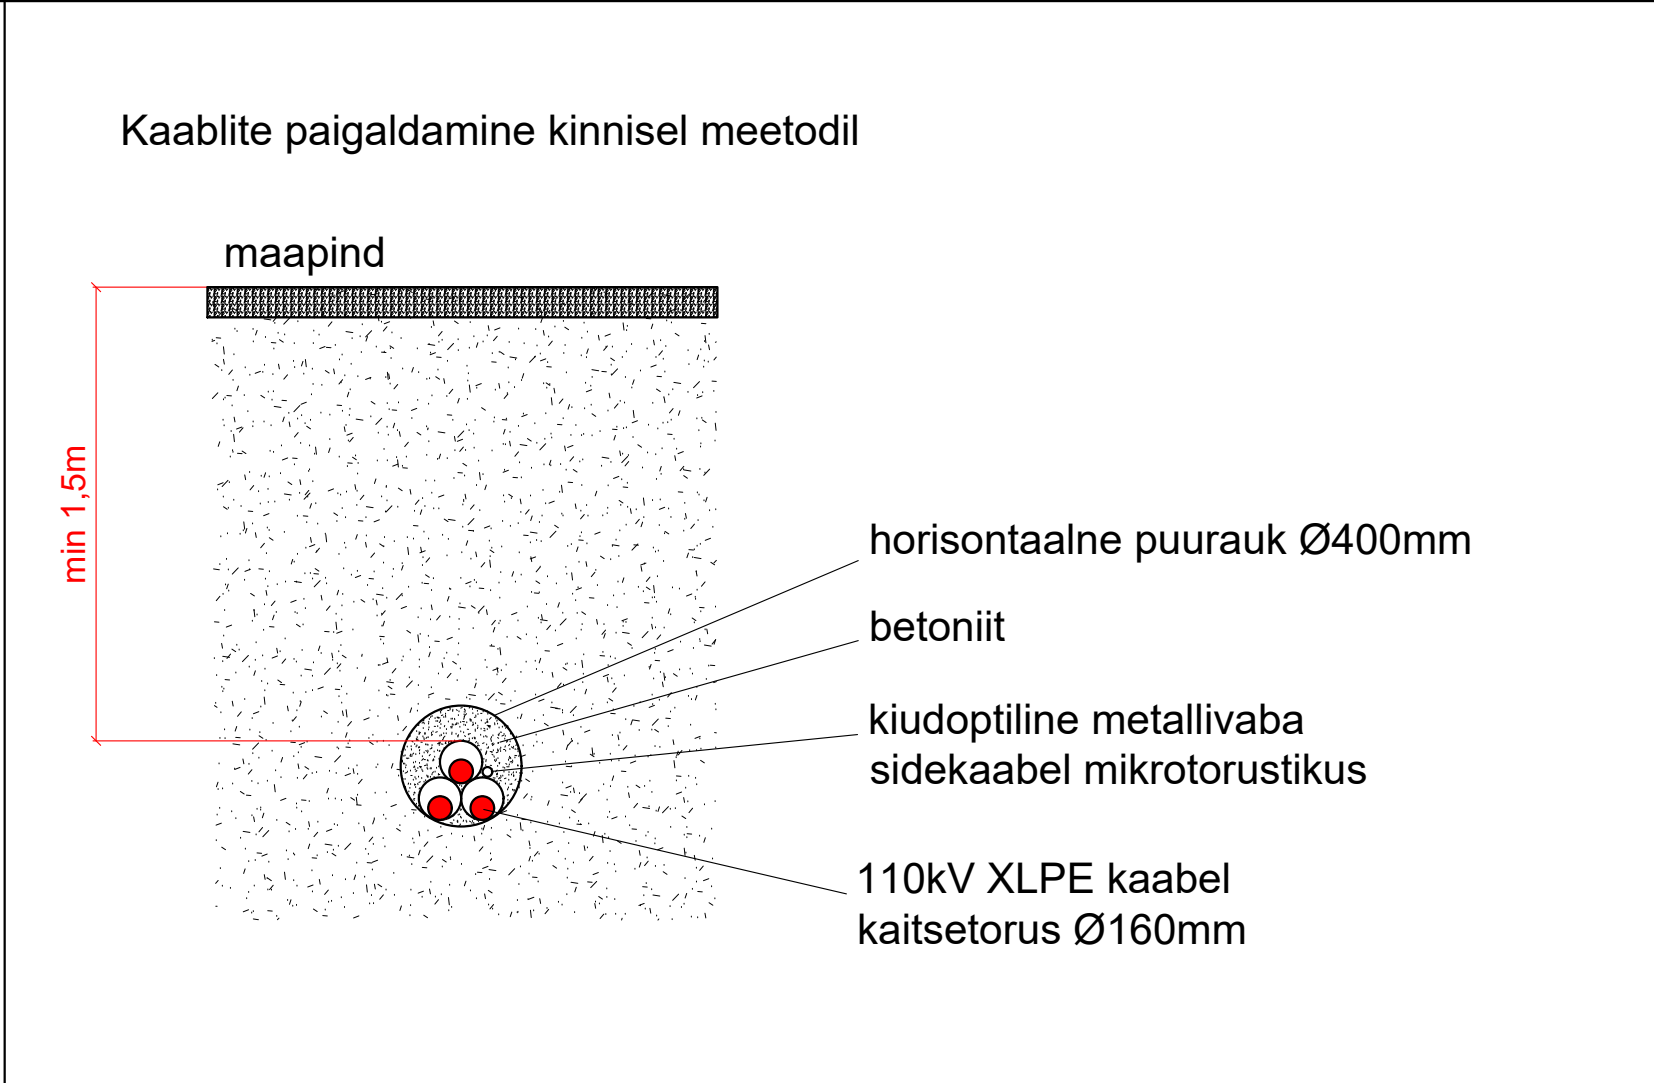 Kaablite paigaldamine kinnisel meetodil
maapind
min 1,5m
horisontaalne puurauk Ø400mm
betoniit
kiudoptiline metallivaba
sidekaabel mikrotorustikus
110kV XLPE kaabel
kaitsetorus Ø160mm